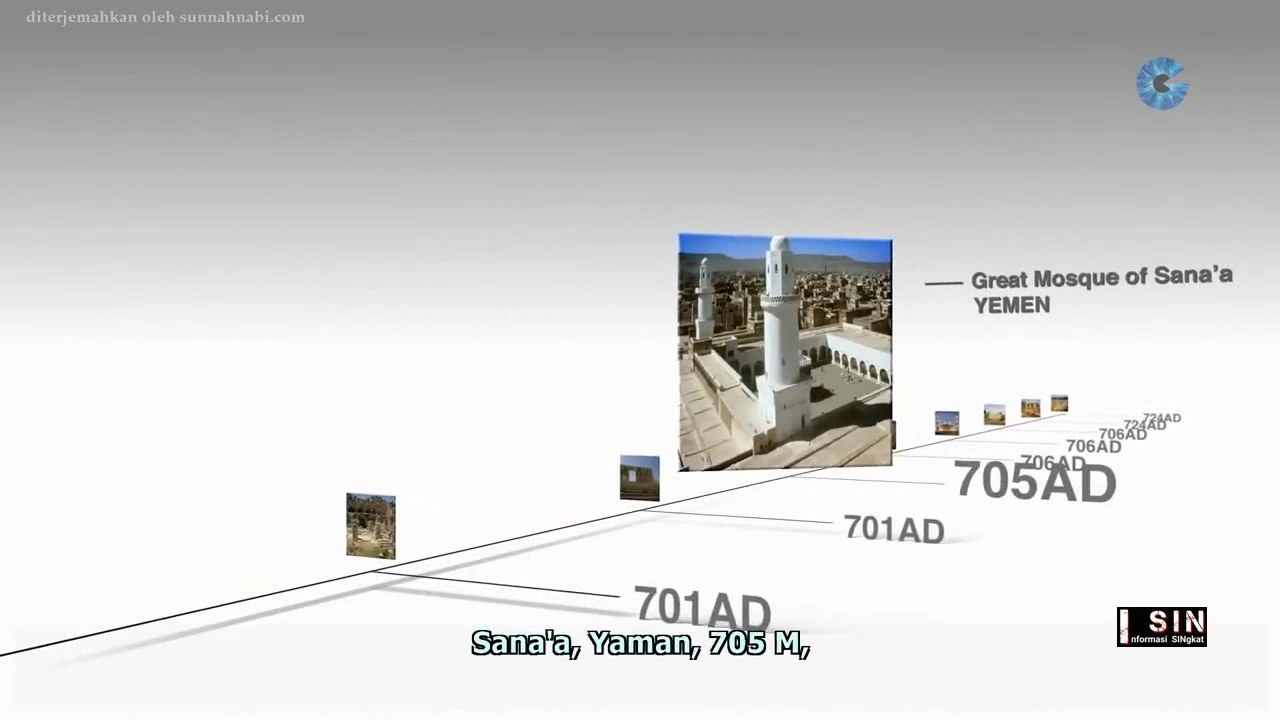 diterjemahkan oleh sunnahnabi.com
Great Mosque of Sana'a
YEMEN
724AD
724AD
706AD
706AD
706AD
705AD
701AD
701AD
Sana'a, Yaman, 705 M,
I SIN
nformasi SINgkat